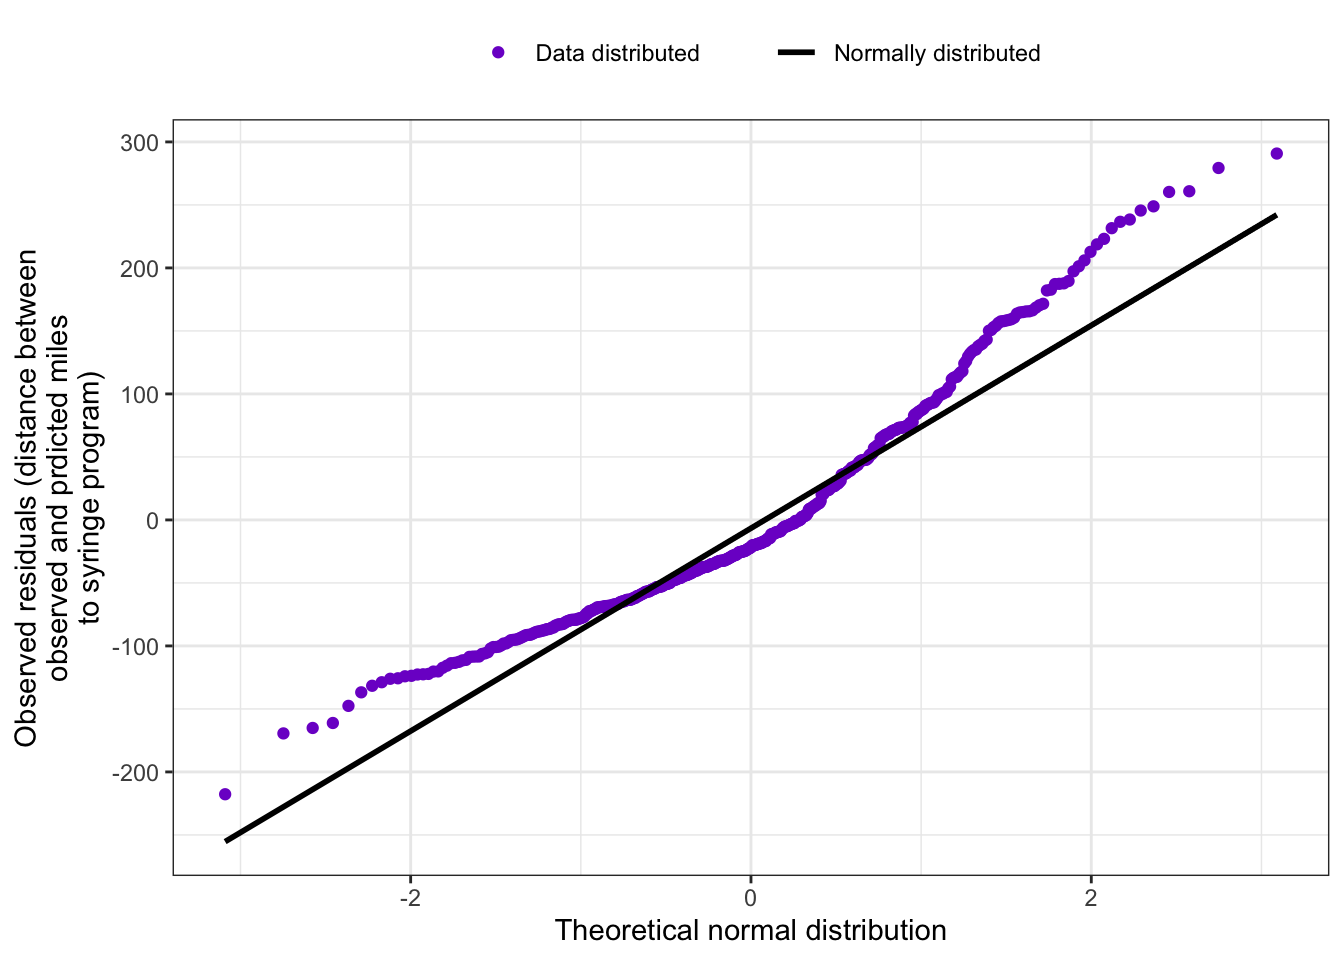 Data distributed
Normally distributed
300
200
100
0
-100
-200
Observed residuals (distance between
observed and prdicted miles
to syringe program)
-2
0
2
Theoretical normal distribution